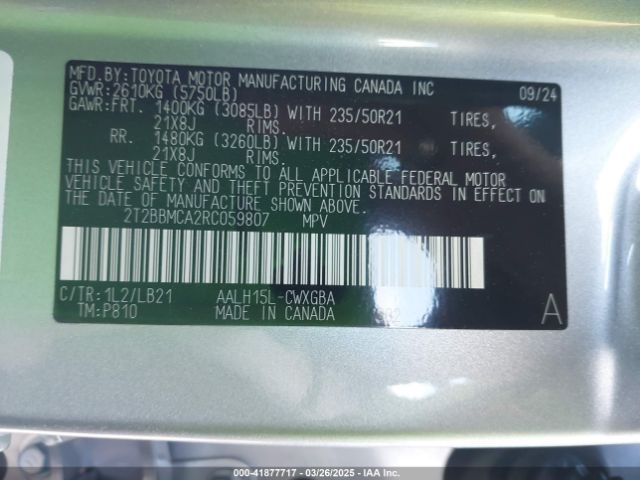 MFD.BY:TOYOTA MOTOR MANUFACTURING CANADA INC 09/24
GVWR:2610KG (5750LB)
GAWR:FRT. 1400KG (3085LB) WITH 235/50R21 TIRES,
21X8J RIMS.
RR. 1480KG (3260LB) WITH 235/50R21 TIRES,
21X8J RIMS.
THIS VEHICLE CONFORMS TO ALL APPLICABLE FEDERAL MOTOR
VEHICLE SAFETY AND THEFT PREVENTION STANDARDS IN EFFECT ON
THE DATE OF MANUFACTURE SHOWN ABOVE.
2T2BBMCA2RC059807 MPV
C/TR:1L2/LB21 AALH15L-CWXGBA
TM:P810 MADE IN CANADA A
000-41877717 - 03/26/2025 - IAA, Inc.